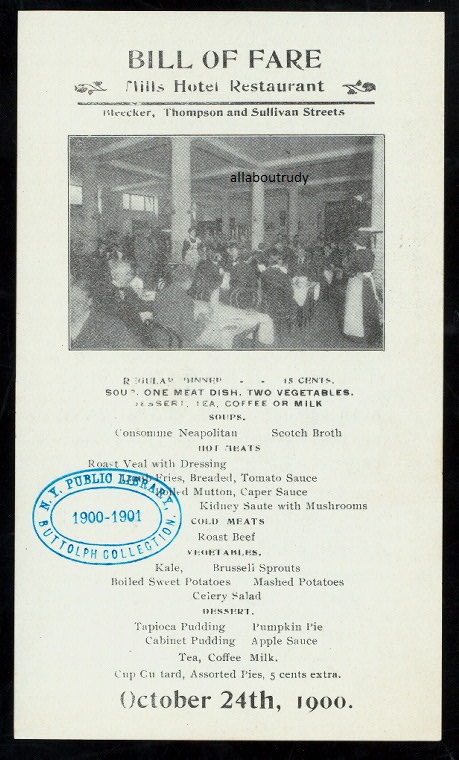 BILL OF FARE
Mills Hotel Restaurant
Bleecker, Thompson and Sullivan Streets
allaboutrudy
REGULAR DINNER - - 15 CENTS.
SOUP, ONE MEAT DISH, TWO VEGETABLES,
DESSERT, TEA, COFFEE OR MILK
SOUPS.
Consomme Neapolitan Scotch Broth
HOT MEATS
Roast Veal with Dressing
Fries, Breaded, Tomato Sauce
Boiled Mutton, Caper Sauce
Kidney Saute with Mushrooms
COLD MEATS
Roast Beef
VEGETABLES.
Kale, Brussell Sprouts
Boiled Sweet Potatoes Mashed Potatoes
Celery Salad
DESSERT.
Tapioca Pudding Pumpkin Pie
Cabinet Pudding Apple Sauce
Tea, Coffee Milk.
Cup Custard, Assorted Pies, 5 cents extra.
October 24th, 1900.
N. Y. PUBLIC LIBRARY,
1900-1901
BUTTOLPH COLLECTION.